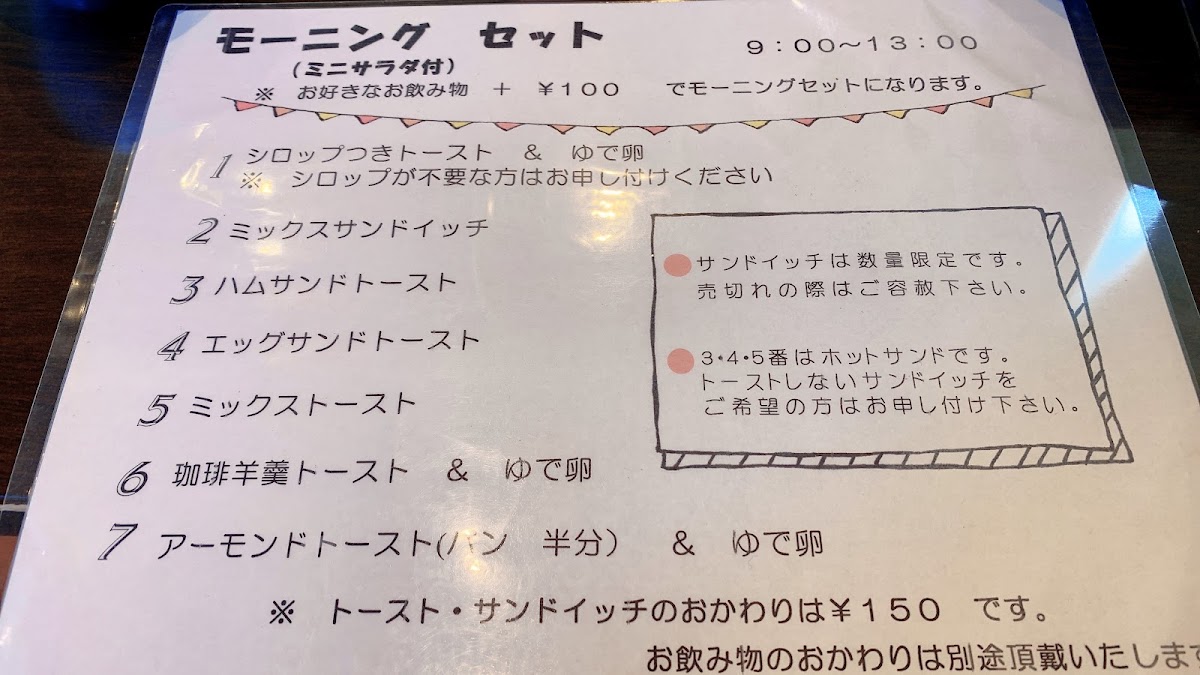 モーニング セット 9：00～13：00
(ミニサラダ付)
※ お好きなお飲み物 ＋ ￥100 でモーニングセットになります。
1 シロップつきトースト ＆ ゆで卵
※ シロップが不要な方はお申し付けください
2 ミックスサンドイッチ
3 ハムサンドトースト
4 エッグサンドトースト
5 ミックストースト
6 珈琲羊羹トースト ＆ ゆで卵
7 アーモンドトースト(パン 半分） ＆ ゆで卵
サンドイッチは数量限定です。
売切れの際はご容赦下さい。
3・4・5番はホットサンドです。
トーストしないサンドイッチを
ご希望の方はお申し付け下さい。
※ トースト・サンドイッチのおかわりは￥150 です。
お飲み物のおかわりは別途頂戴いたします